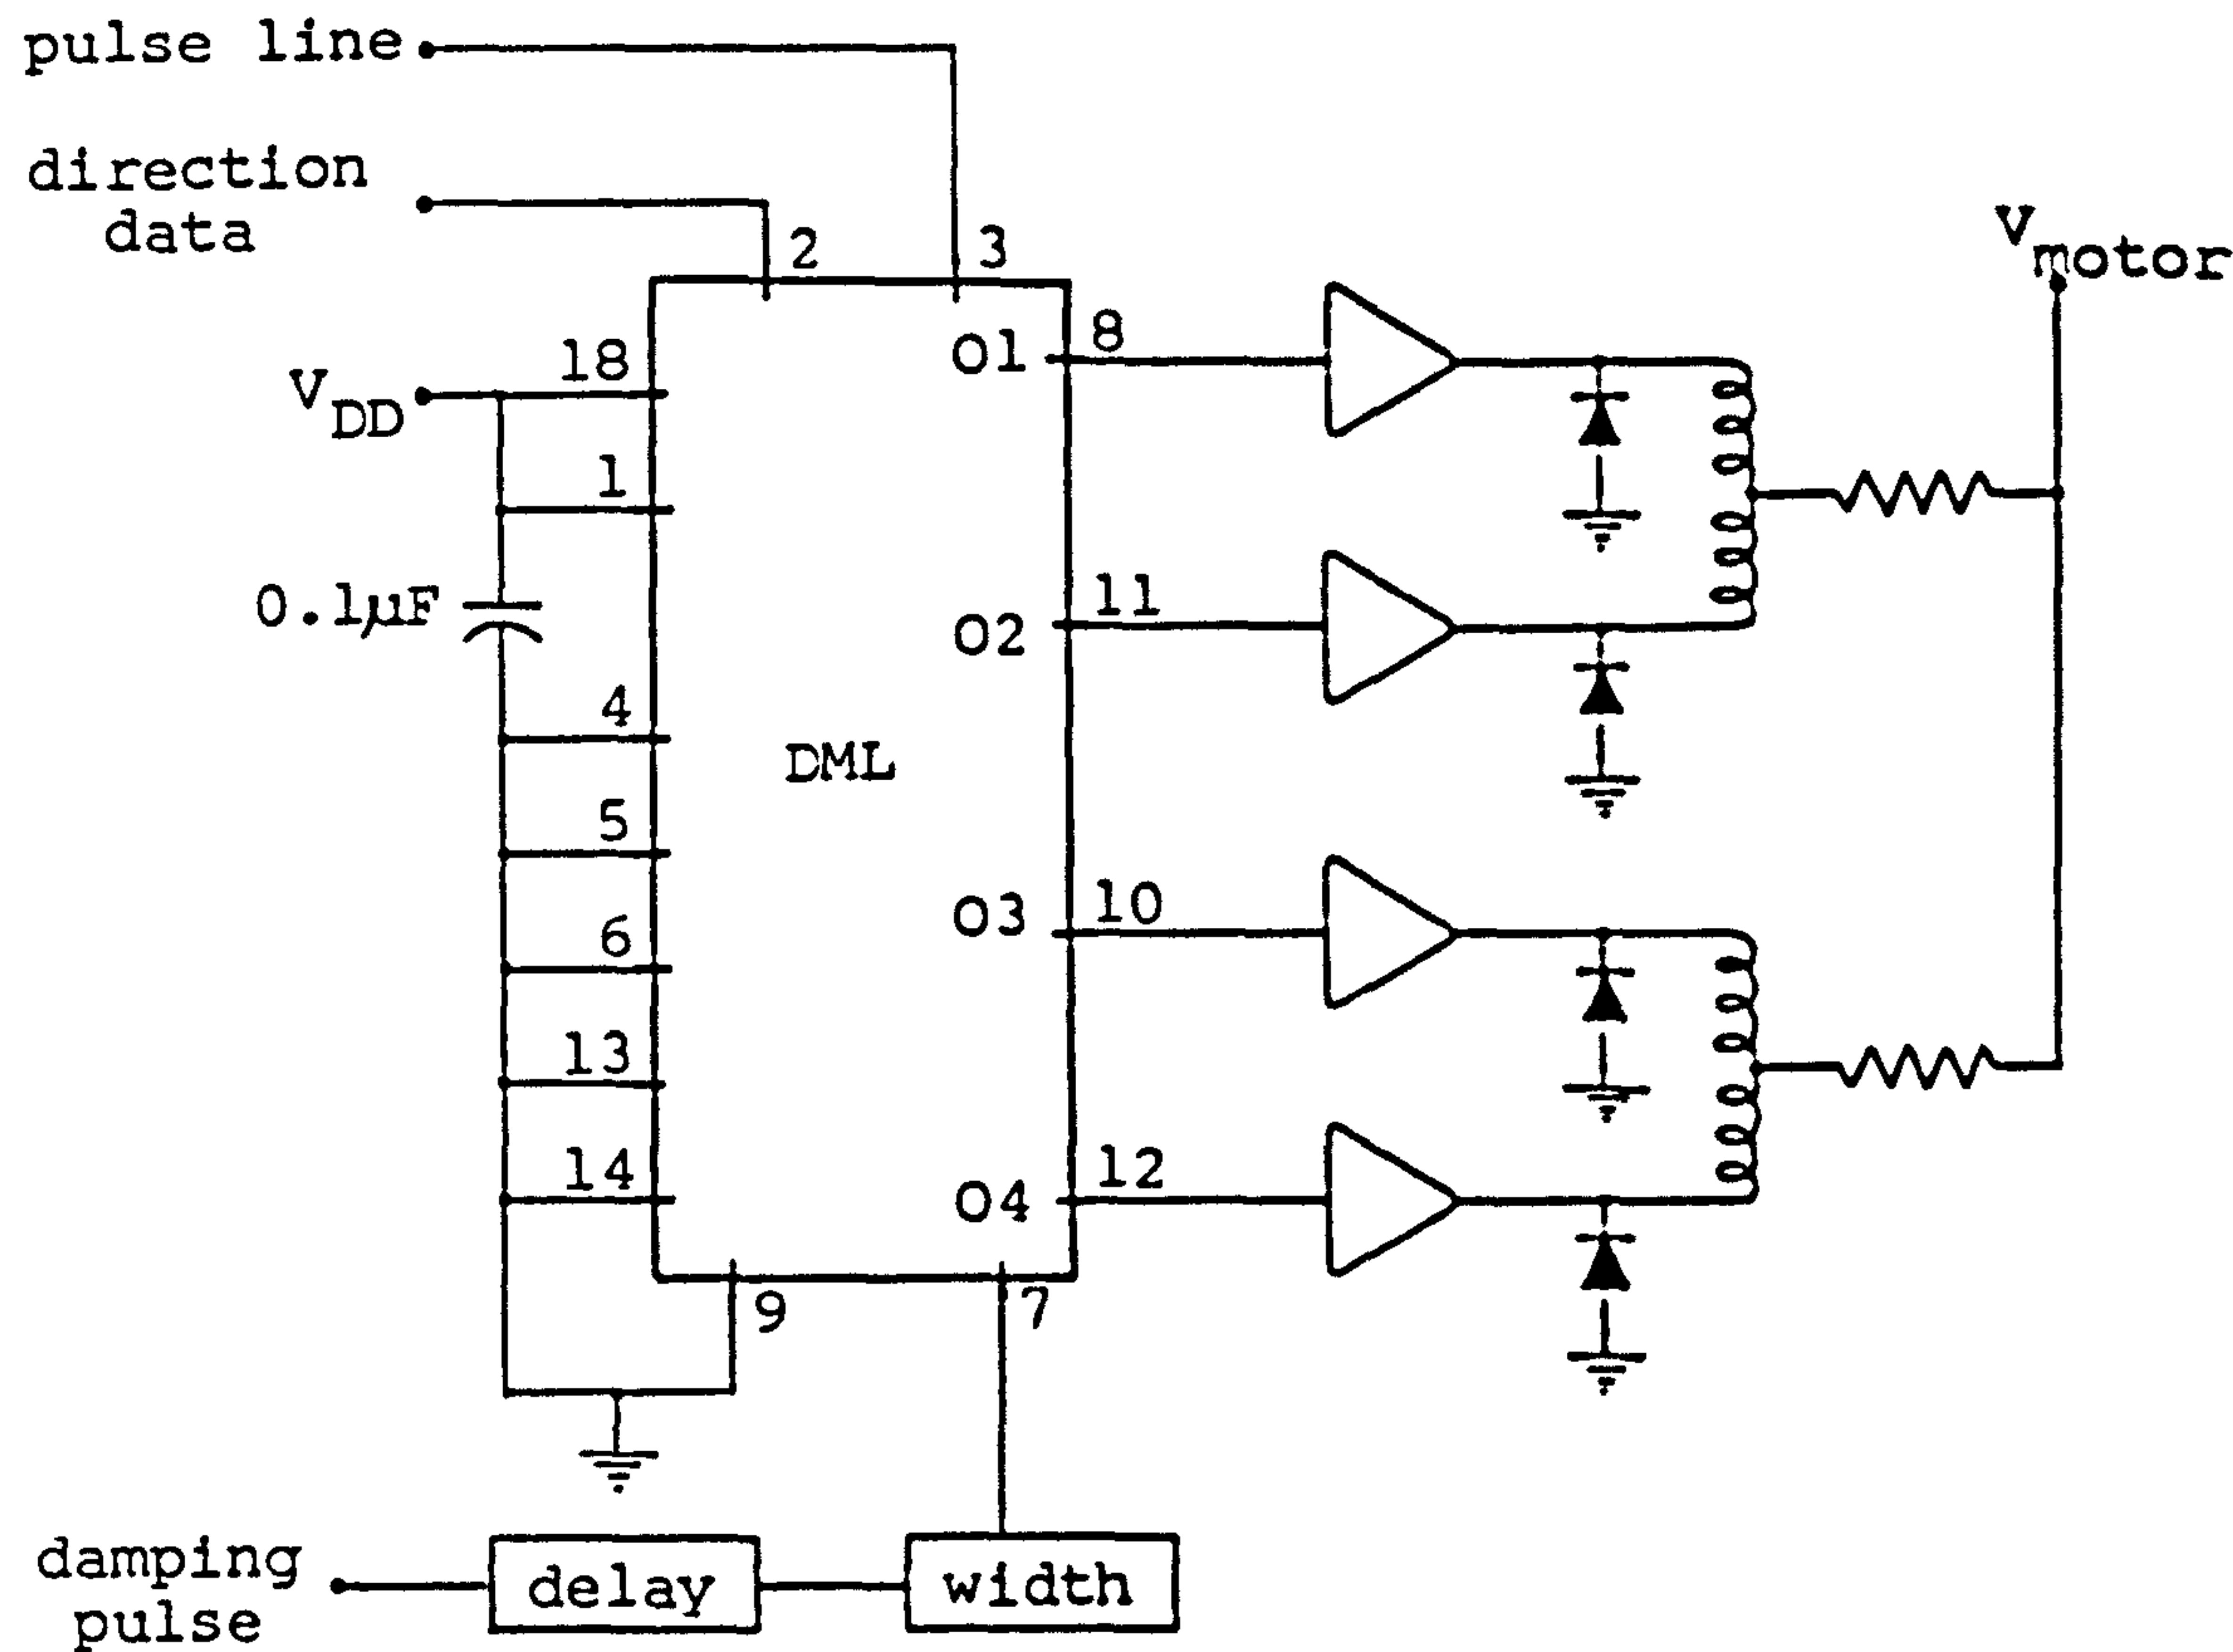 pulse line
direction
data
2
3
V motor
O1
8
18
V DD
1
0.1µF
O2
11
4
DML
5
O3
10
6
13
14
O4
12
9
7
damping
pulse
delay
width